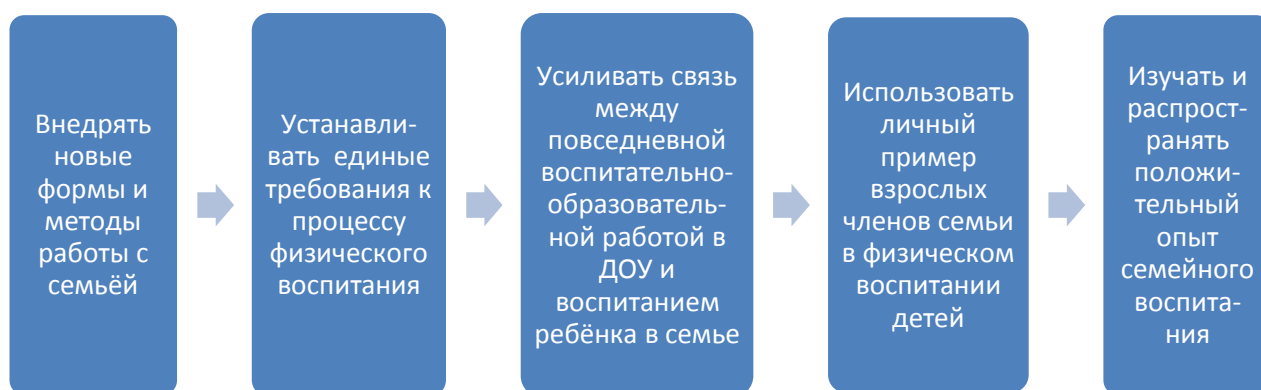 Внедрять
новые
формы и
методы
работы с
семьёй
Устанавли-
вать единые
требования к
процессу
физического
воспитания
Усиливать связь
между
повседневной
воспитательно-
образователь-
ной работой в
ДОУ и
воспитанием
ребёнка в семье
Использовать
личный
пример
взрослых
членов семьи
в физическом
воспитании
детей
Изучать и
распрост-
ранять
положи-
тельный
опыт
семейного
воспита-
ния